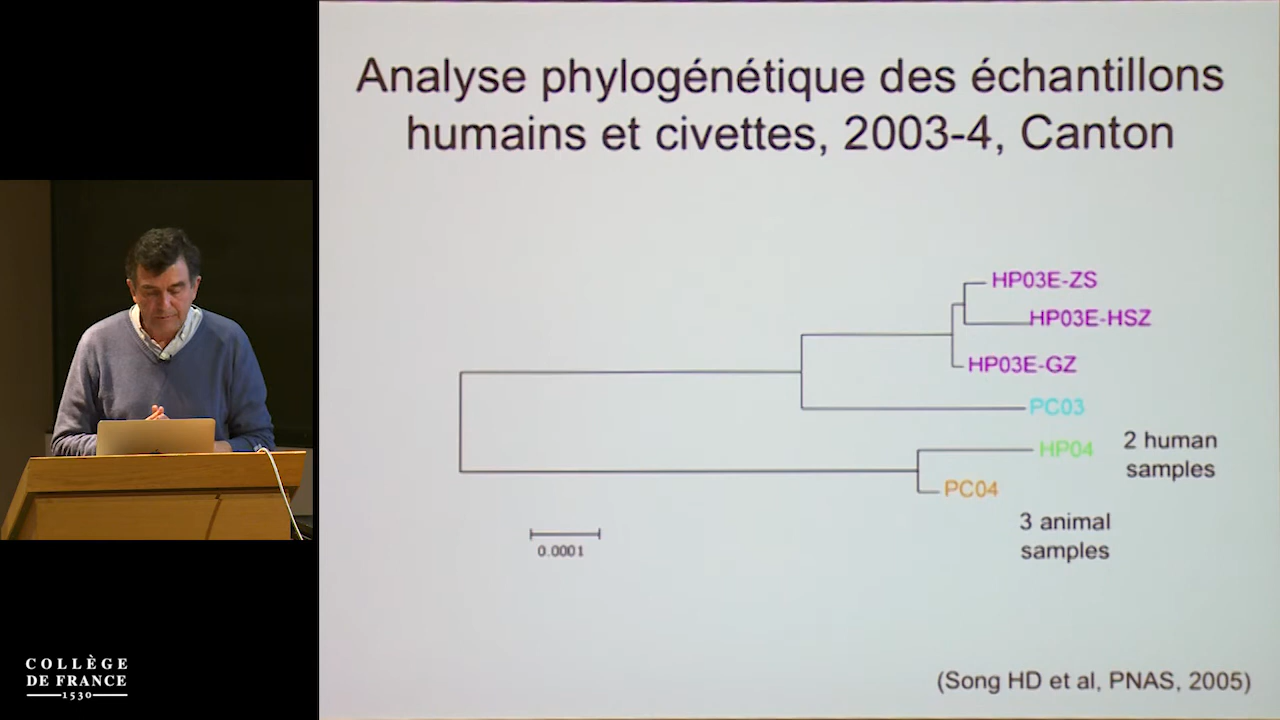 Analyse phylogénétique des échantillons
humains et civettes, 2003-4, Canton
HP03E-ZS
HP03E-HSZ
HP03E-GZ
PC03
HP04
2 human
samples
PC04
3 animal
samples
0.0001
(Song HD et al, PNAS, 2005)
COLLÈGE
DE FRANCE
1530